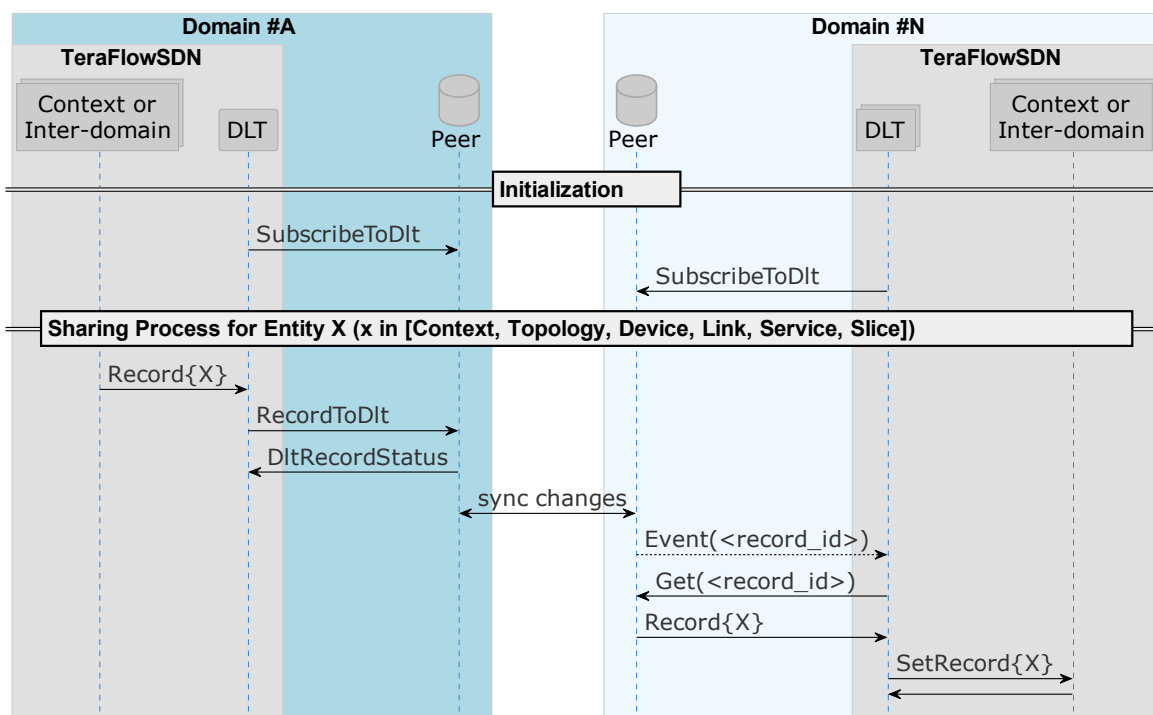 Domain #A
Domain #N
TeraFlowSDN
TeraFlowSDN
Context or
Inter-domain
DLT
Peer
Peer
DLT
Context or
Inter-domain
Initialization
SubscribeToDlt
SubscribeToDlt
Sharing Process for Entity X (x in [Context, Topology, Device, Link, Service, Slice])
Record{X}
RecordToDlt
DltRecordStatus
sync changes
Event(<record_id>)
Get(<record_id>)
Record{X}
SetRecord{X}